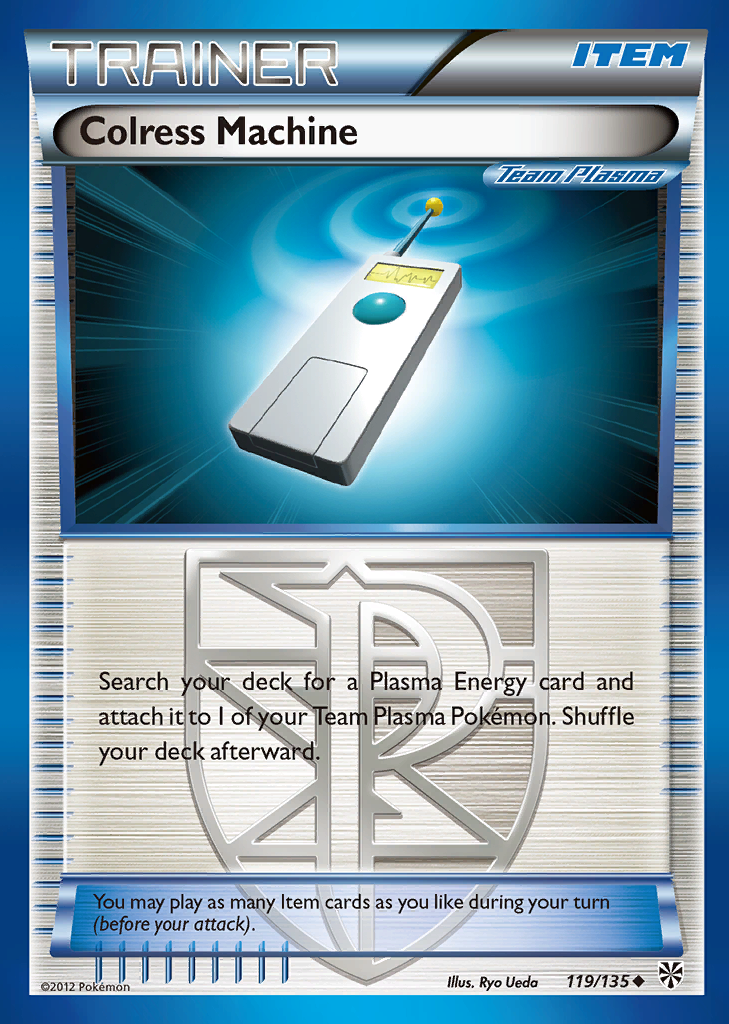 TRAINER
ITEM
Colress Machine
Team Plasma
Search your deck for a Plasma Energy card and
attach it to 1 of your Team Plasma Pokémon. Shuffle
your deck afterward.
You may play as many Item cards as you like during your turn
(before your attack).
©2012 Pokémon
Illus. Ryo Ueda
119/135